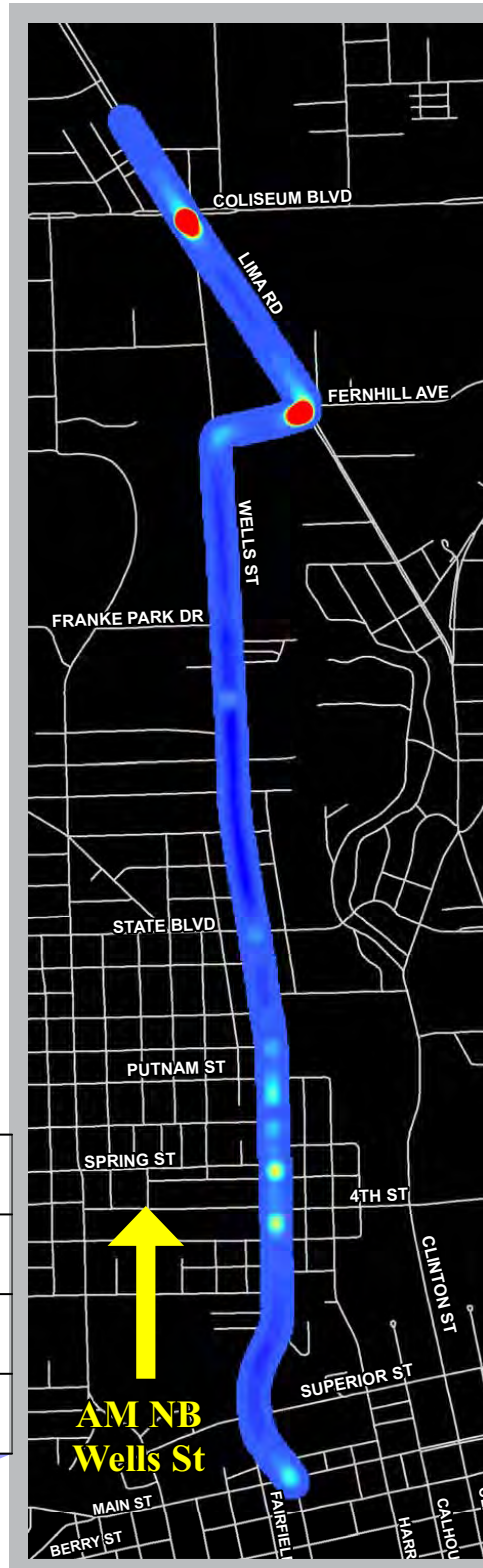 COLISEUM BLVD
LIMA RD
FERNHILL AVE
WELLS ST
FRANKE PARK DR
STATE BLVD
PUTNAM ST
SPRING ST
4TH ST
CLINTON ST
SUPERIOR ST
AM NB
Wells St
MAIN ST
FAIRFIEL
BERRY ST
HARR
CALHOU